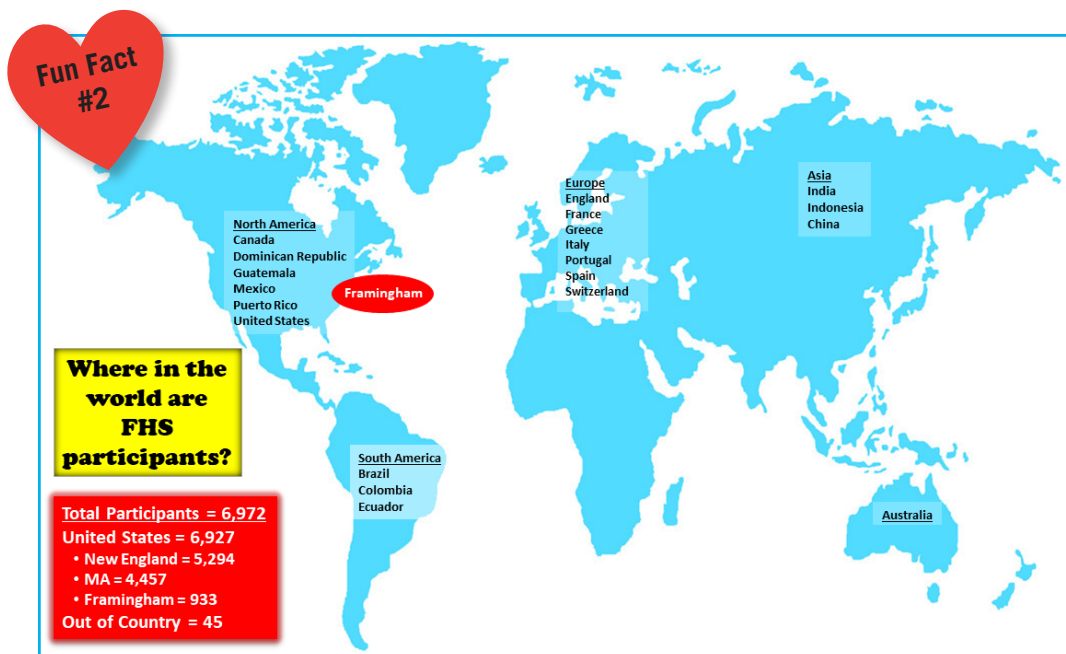 Fun Fact
#2
North America
Canada
Dominican Republic
Guatemala
Mexico
Puerto Rico
United States
Framingham
Europe
England
France
Greece
Italy
Portugal
Spain
Switzerland
Asia
India
Indonesia
China
Where in the
world are
FHS
participants?
South America
Brazil
Colombia
Ecuador
Australia
Total Participants = 6,972
United States = 6,927
• New England = 5,294
• MA = 4,457
• Framingham = 933
Out of Country = 45